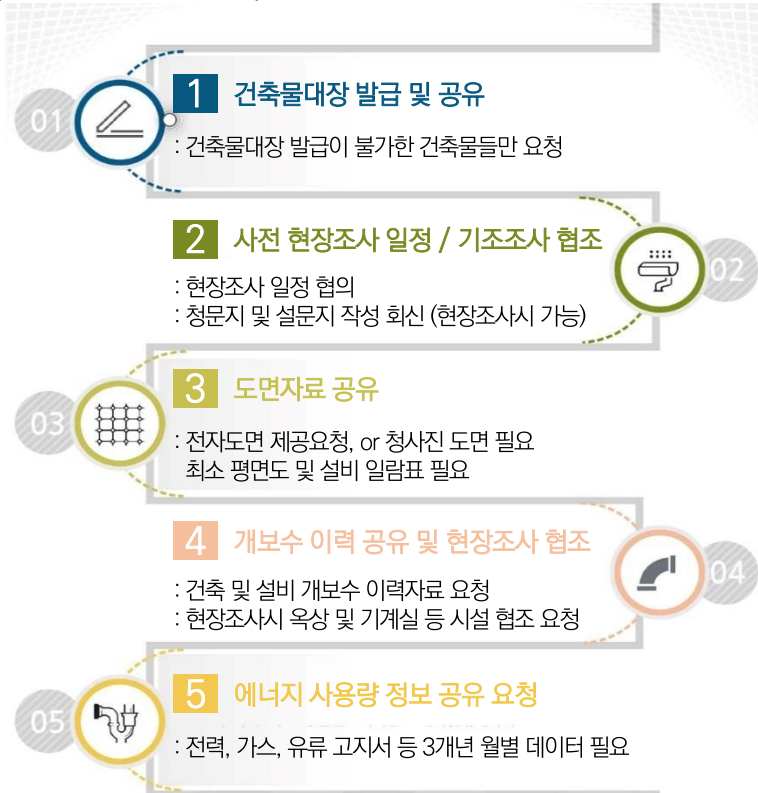 01
1 건축물대장 발급 및 공유
: 건축물대장 발급이 불가한 건축물들만 요청
2 사전 현장조사 일정 / 기조조사 협조
02
: 현장조사 일정 협의
: 청문지 및 설문지 작성 회신 (현장조사시 가능)
3 도면자료 공유
03
: 전자도면 제공요청, or 청사진 도면 필요
최소 평면도 및 설비 일람표 필요
4 개보수 이력 공유 및 현장조사 협조
04
: 건축 및 설비 개보수 이력자료 요청
: 현장조사시 옥상 및 기계실 등 시설 협조 요청
5 에너지 사용량 정보 공유 요청
05
: 전력, 가스, 유류 고지서 등 3개년 월별 데이터 필요